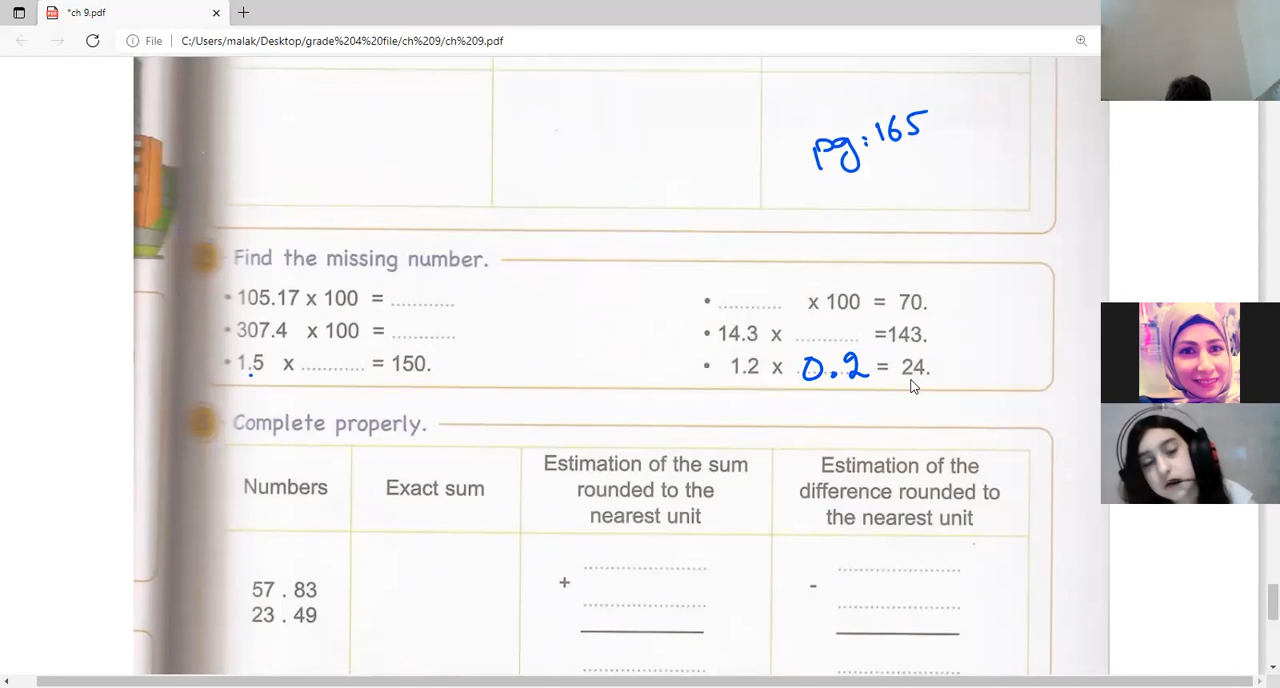 *ch 9.pdf
File C:/Users/malak/Desktop/grade%204%20file/ch%209/ch%209.pdf
pg: 165
Find the missing number.
• 105.17 x 100 = ...........
• 307.4 x 100 = ...........
• 1.5 x ........... = 150.
• ........... x 100 = 70.
• 14.3 x ........... =143.
• 1.2 x 0.2 = 24.
Complete properly.
Numbers
Exact sum
Estimation of the sum
rounded to the
nearest unit
Estimation of the
difference rounded to
the nearest unit
57 . 83
23 . 49
+
-